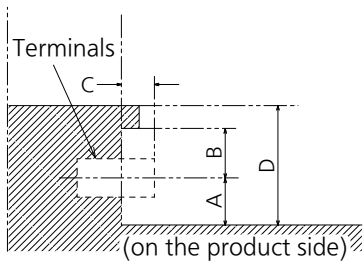 Terminals
C
B
D
A
(on the product side)